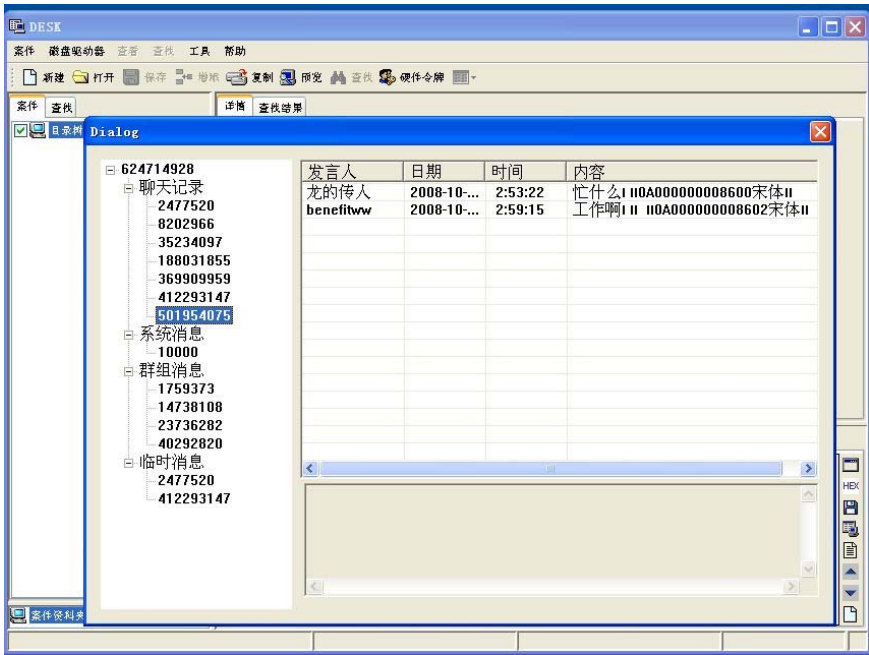 DESK
案件 磁盘驱动器 查看 查找 工具 帮助
新建 打开 保存 增加 复制 预览 查找 硬件令牌
案件 查找 详情 查找结果
目录树
Dialog
624714928
聊天记录
2477520
8202966
35234097
188031855
369909959
412293147
501954075
系统消息
10000
群组消息
1759373
14738108
23736282
40292820
临时消息
2477520
412293147
发言人 日期 时间 内容
龙的传人 2008-10-... 2:53:22 忙什么III0A000000008600宋体II
benefitww 2008-10-... 2:59:15 工作啊III II0A000000008602宋体II
HEX
案件资料夹